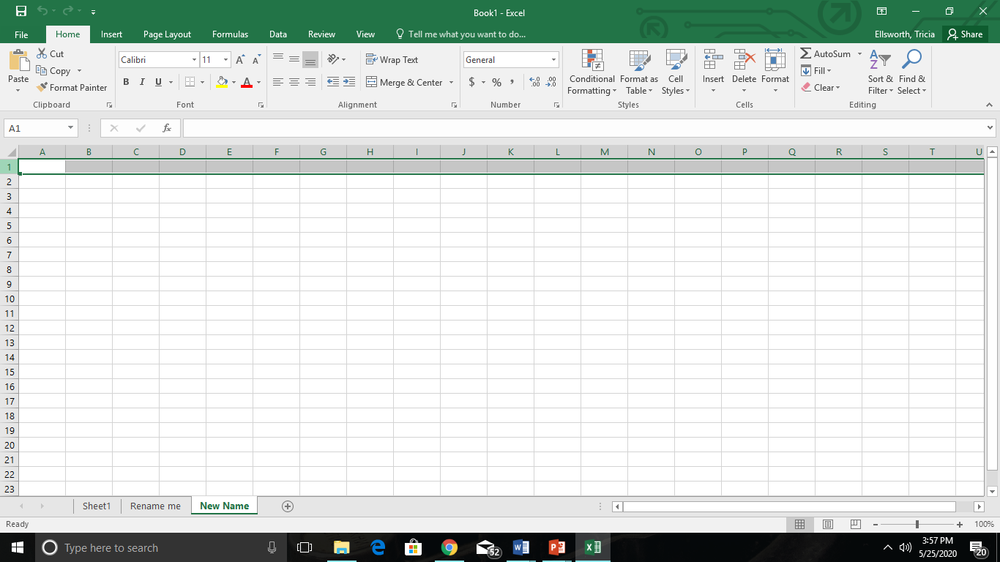 Book1 - Excel
File Home Insert Page Layout Formulas Data Review View Tell me what you want to do... Ellsworth, Tricia Share
Paste
Cut
Copy
Format Painter
Clipboard
Calibri 11
B I U A
Font
Wrap Text
Merge & Center
Alignment
General
$ % ,
Number
Conditional Formatting
Format as Table
Cell Styles
Styles
Insert Delete Format
Cells
AutoSum
Fill
Clear
Sort & Filter
Find & Select
Editing
A1 fx
A B C D E F G H I J K L M N O P Q R S T U
1
2
3
4
5
6
7
8
9
10
11
12
13
14
15
16
17
18
19
20
21
22
23
Sheet1 Rename me New Name
Ready 100%
Type here to search 52 3:57 PM
5/25/2020 20